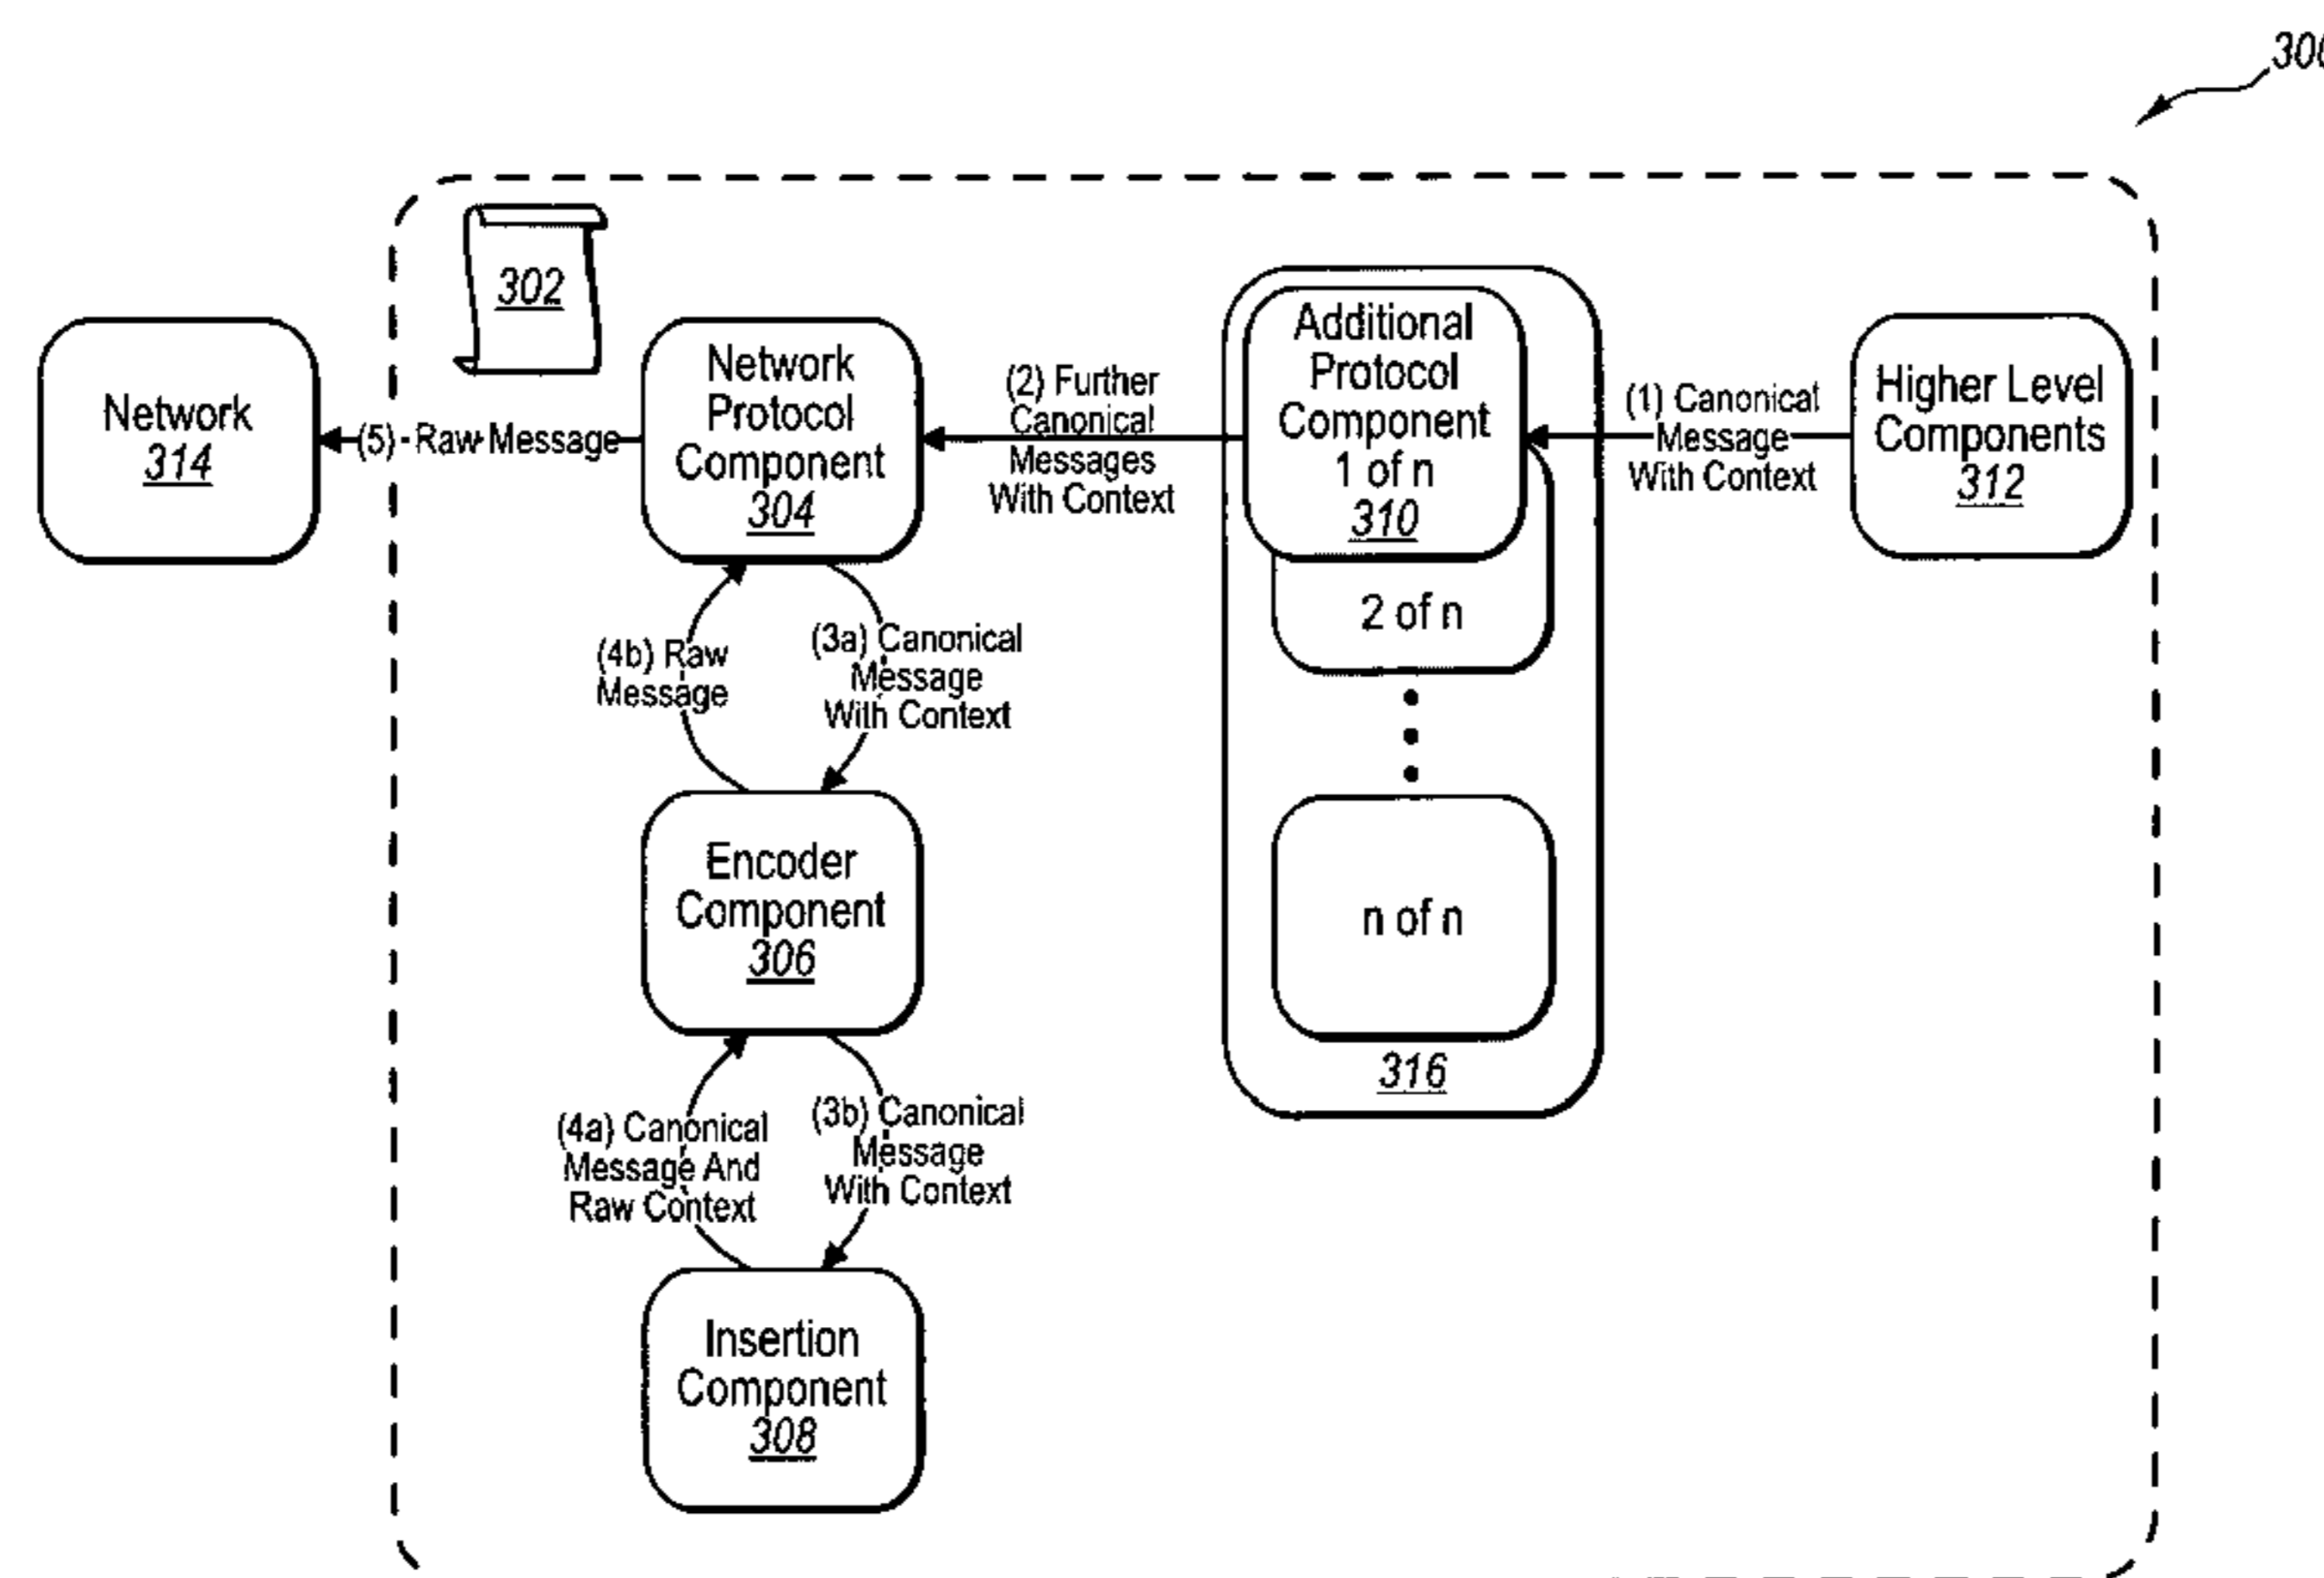 300
302
Network
314
(5) Raw Message
Network
Protocol
Component
304
(2) Further
Canonical
Messages
With Context
Additional
Protocol
Component
1 of n
310
2 of n
n of n
316
(1) Canonical
Message
With Context
Higher Level
Components
312
(4b) Raw
Message
(3a) Canonical
Message
With Context
Encoder
Component
306
(4a) Canonical
Message And
Raw Context
(3b) Canonical
Message
With Context
Insertion
Component
308